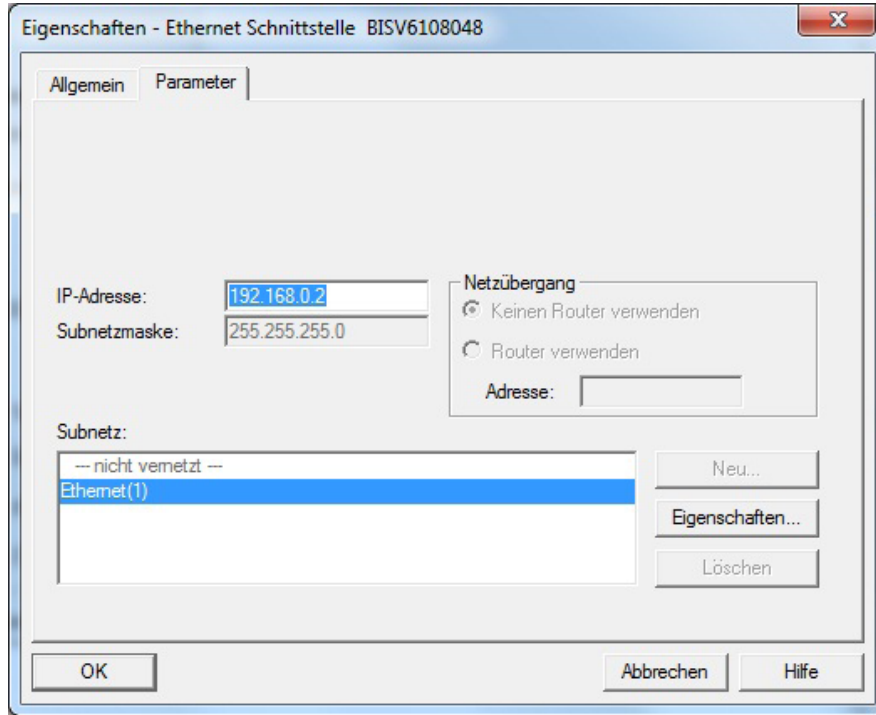 Eigenschaften - Ethernet Schnittstelle BISV6108048
Allgemein
Parameter
IP-Adresse:
192.168.0.2
Subnetzmaske:
255.255.255.0
Netzübergang
Keinen Router verwenden
Router verwenden
Adresse:
Subnetz:
--- nicht vernetzt ---
Ethernet(1)
Neu...
Eigenschaften...
Löschen
OK
Abbrechen
Hilfe